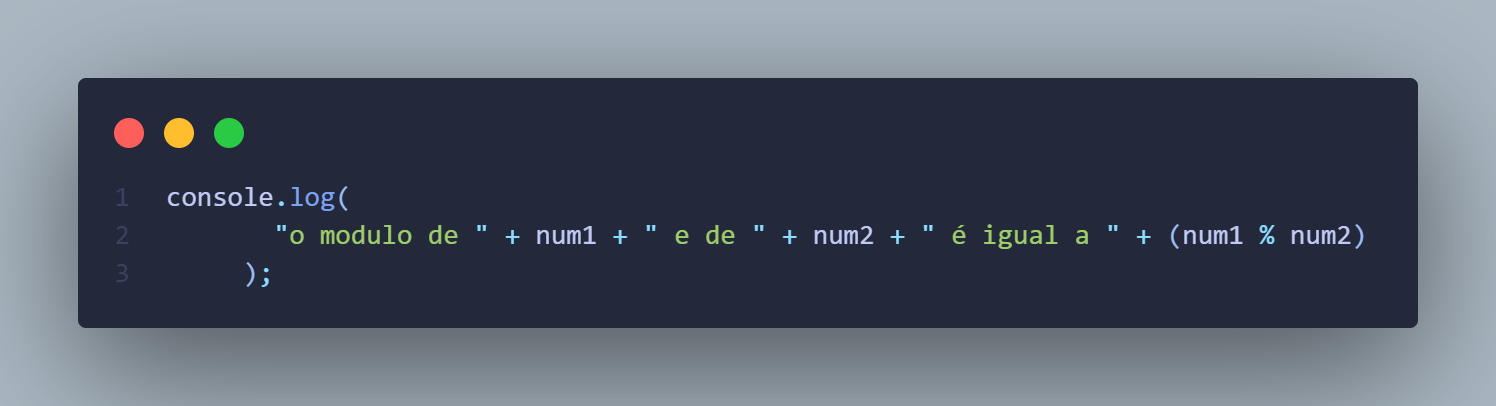 1 console.log(
2 "o modulo de " + num1 + " e de " + num2 + " é igual a " + (num1 % num2)
3 );